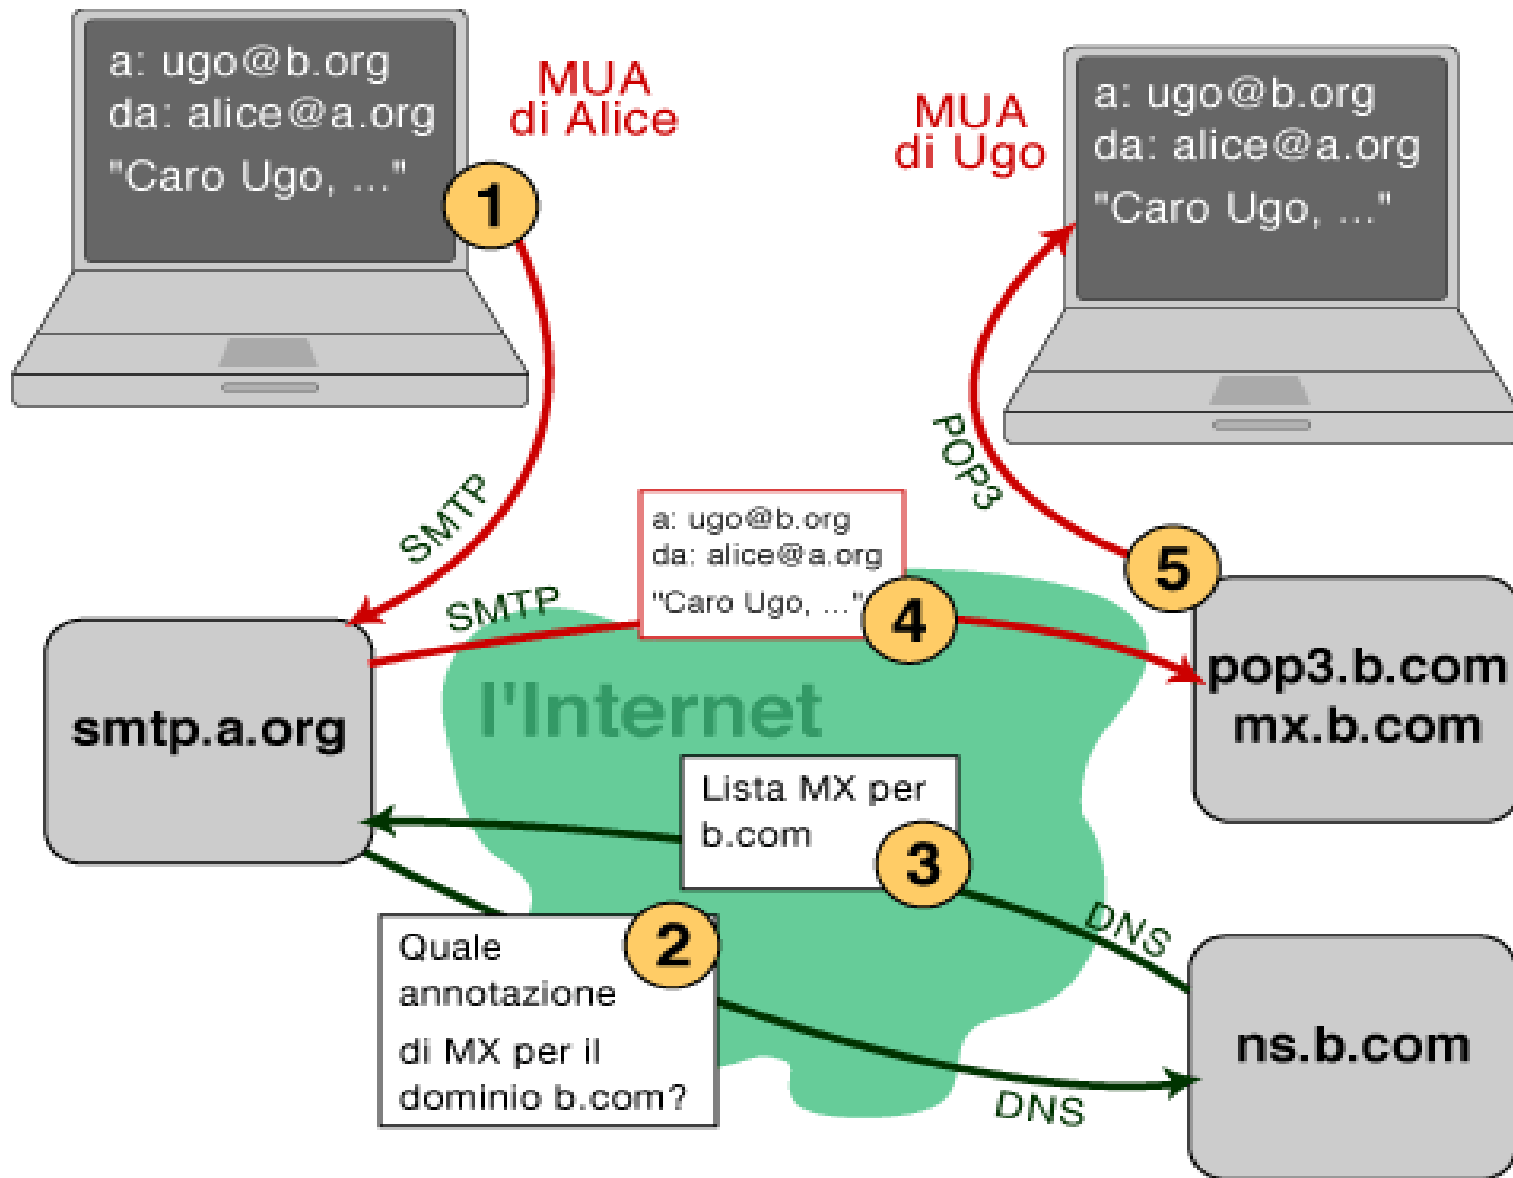 a: ugo@b.org
da: alice@a.org
"Caro Ugo, ..."
MUA
di Alice
1
MUA
di Ugo
a: ugo@b.org
da: alice@a.org
"Caro Ugo, ..."
SMTP
POP3
5
a: ugo@b.org
da: alice@a.org
"Caro Ugo, ..."
4
SMTP
smtp.a.org
l'Internet
pop3.b.com
mx.b.com
Lista MX per
b.com
3
DNS
Quale
annotazione
di MX per il
dominio b.com?
2
DNS
ns.b.com